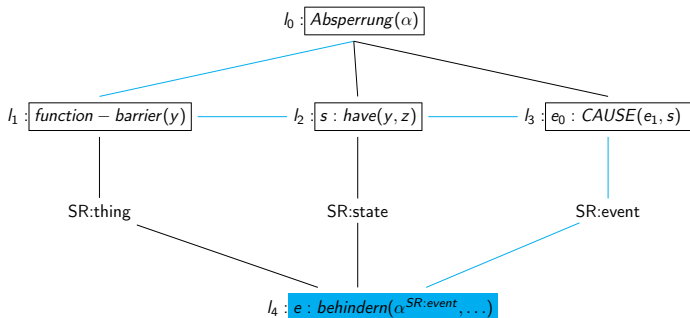 l₀ : Absperrung(α)
l₁ : function − barrier(y) l₂ : s : have(y, z) l₃ : e₀ : CAUSE(e₁, s)
SR:thing SR:state SR:event
l₄ : e : behindern(α^SR:event, . . .)